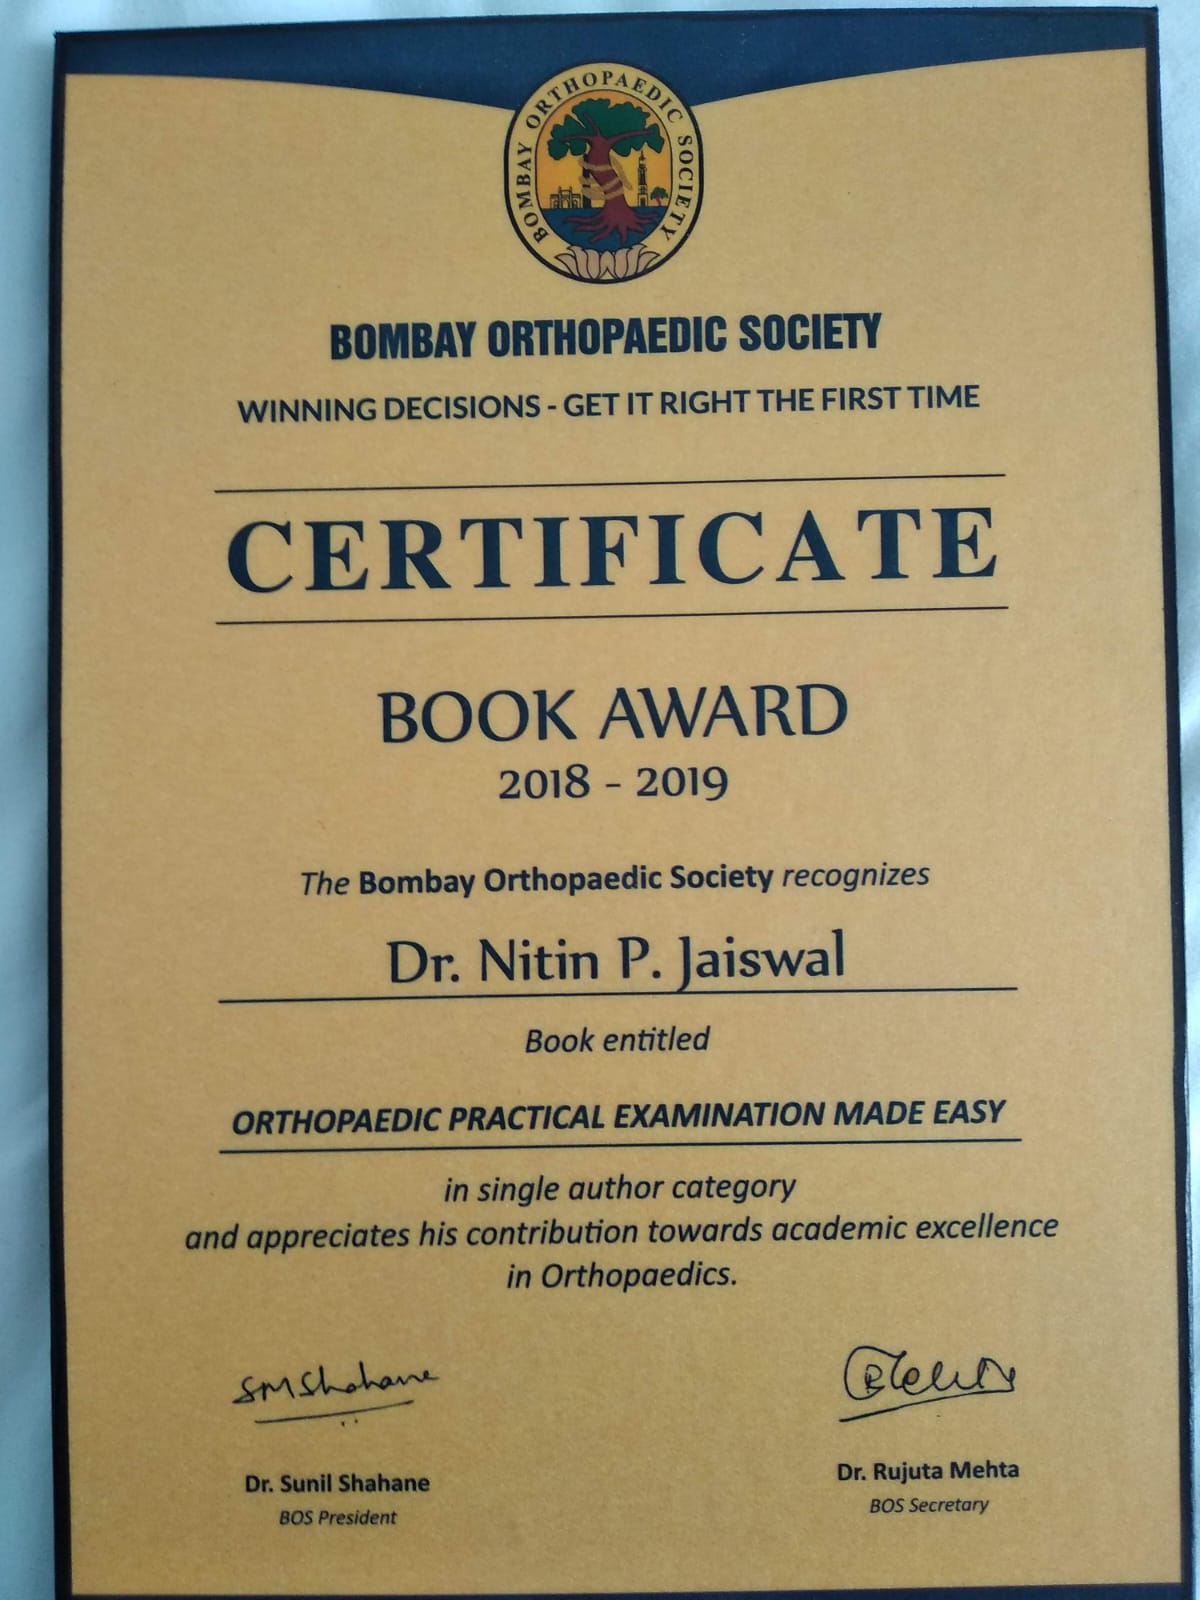 BOMBAY ORTHOPAEDIC SOCIETY
BOMBAY ORTHOPAEDIC SOCIETY
WINNING DECISIONS - GET IT RIGHT THE FIRST TIME
CERTIFICATE
BOOK AWARD
2018 - 2019
The Bombay Orthopaedic Society recognizes
Dr. Nitin P. Jaiswal
Book entitled
ORTHOPAEDIC PRACTICAL EXAMINATION MADE EASY
in single author category
and appreciates his contribution towards academic excellence
in Orthopaedics.
SMShahane
Dr. Sunil Shahane
BOS President
Dr. Rujuta Mehta
BOS Secretary